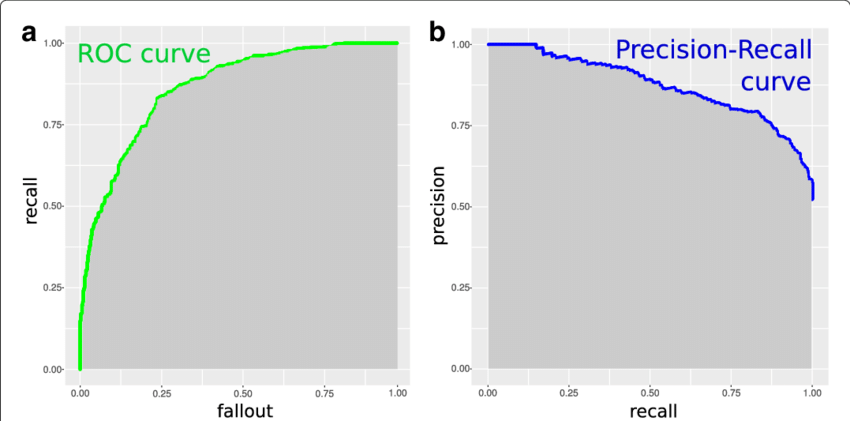 a
ROC curve
1.00
0.75
0.50
0.25
0.00
recall
0.00 0.25 0.50 0.75 1.00
fallout
b
Precision-Recall
curve
1.00
0.75
0.50
0.25
0.00
precision
0.00 0.25 0.50 0.75 1.00
recall